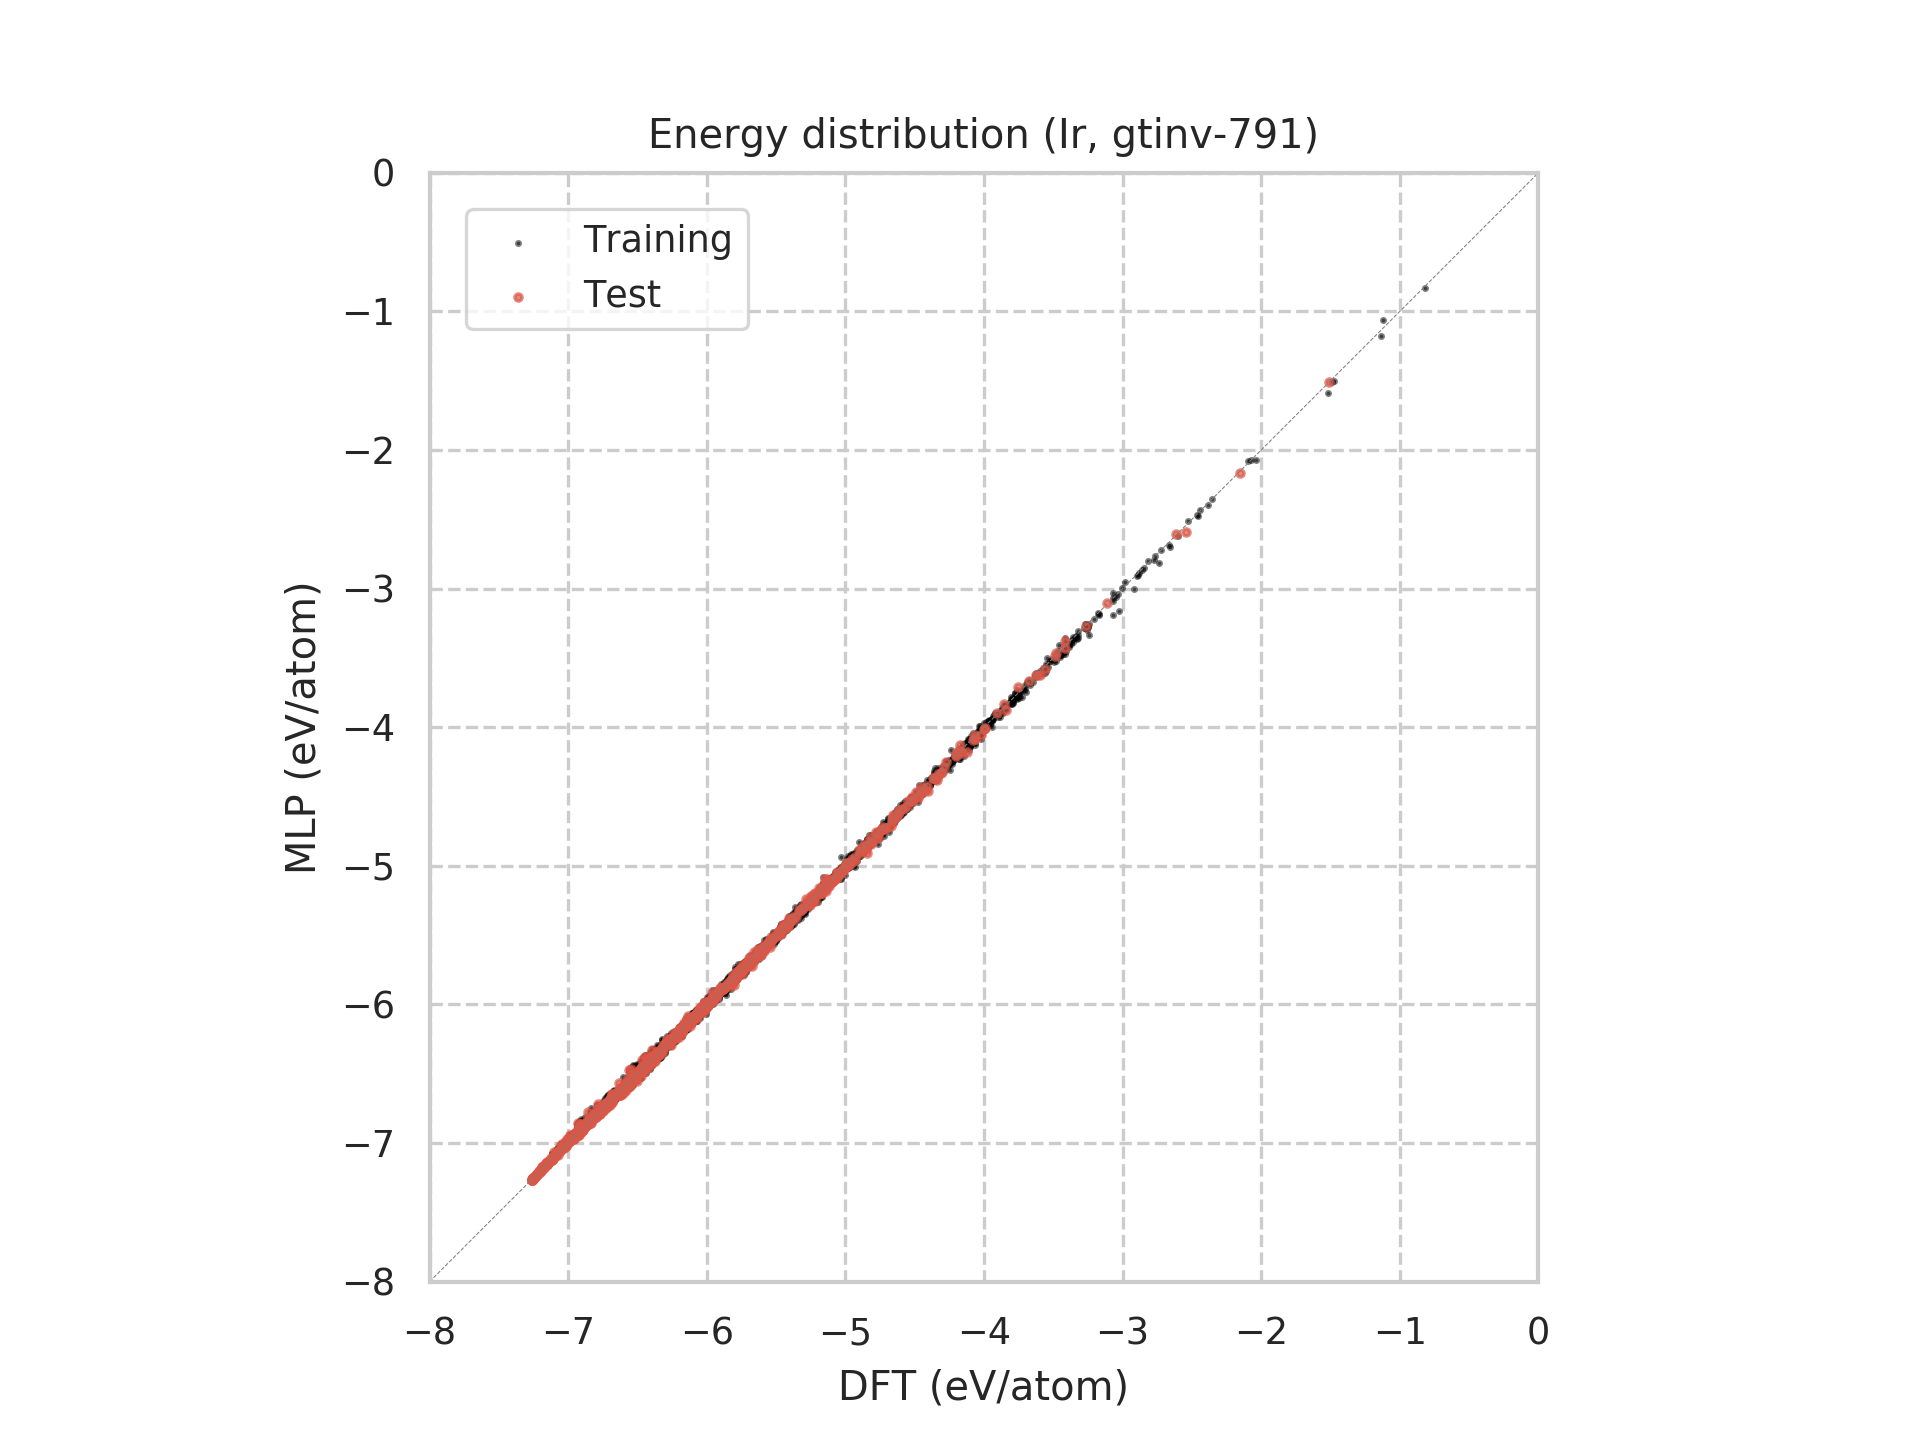 Energy distribution (Ir, gtinv-791)
Training
Test
MLP (eV/atom)
0
−1
−2
−3
−4
−5
−6
−7
−8
−8 −7 −6 −5 −4 −3 −2 −1 0
DFT (eV/atom)